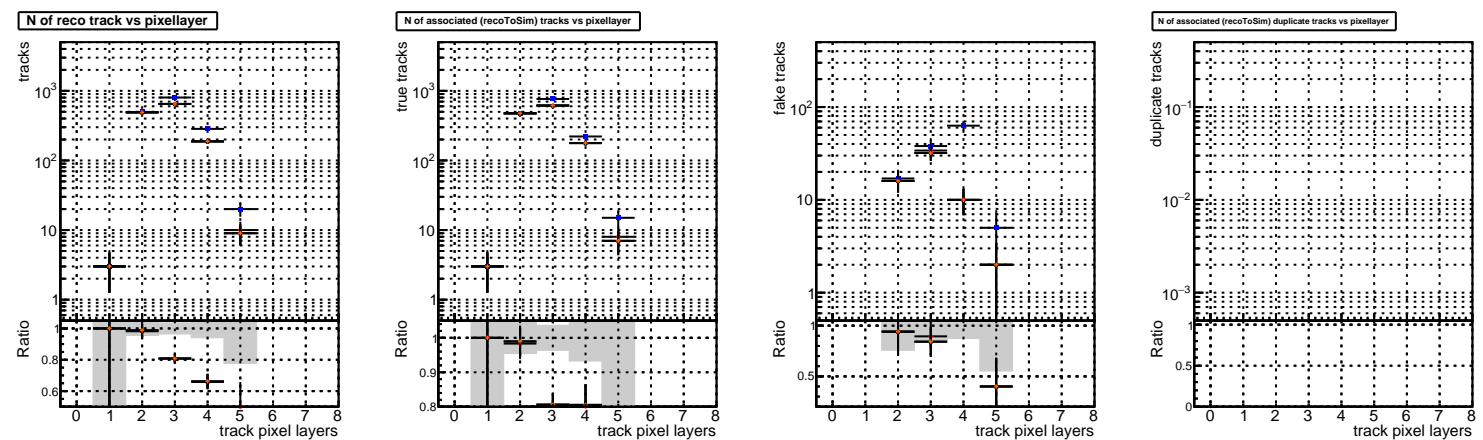 N of reco track vs pixellayer
tracks
10³
10²
10
1
Ratio
1
0.8
0.6
0 1 2 3 4 5 6 7 8
track pixel layers
N of associated (recoToSim) tracks vs pixellayer
true tracks
10³
10²
10
1
Ratio
1
0.9
0.8
0 1 2 3 4 5 6 7 8
track pixel layers
fake tracks
10²
10
1
Ratio
1
0.5
0 1 2 3 4 5 6 7 8
track pixel layers
N of associated (recoToSim) duplicate tracks vs pixellayer
duplicate tracks
10⁻¹
10⁻²
10⁻³
Ratio
1
0.5
0
0 1 2 3 4 5 6 7 8
track pixel layers